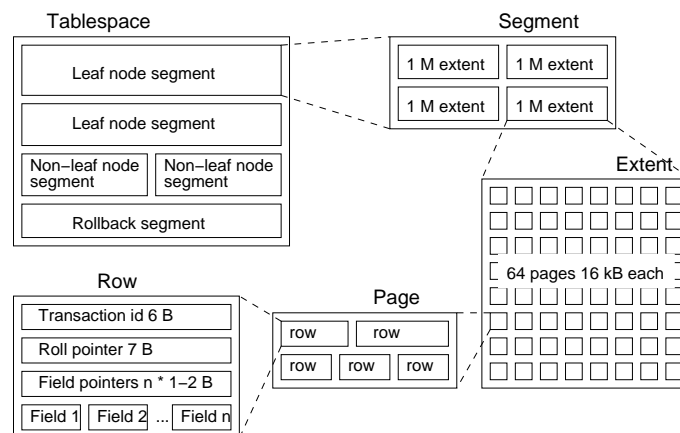 Tablespace
Leaf node segment
Leaf node segment
Non-leaf node
segment
Non-leaf node
segment
Rollback segment
Segment
1 M extent
1 M extent
1 M extent
1 M extent
Extent
64 pages 16 kB each
Row
Transaction id 6 B
Roll pointer 7 B
Field pointers n * 1-2 B
Field 1
Field 2
...
Field n
Page
row
row
row
row
row